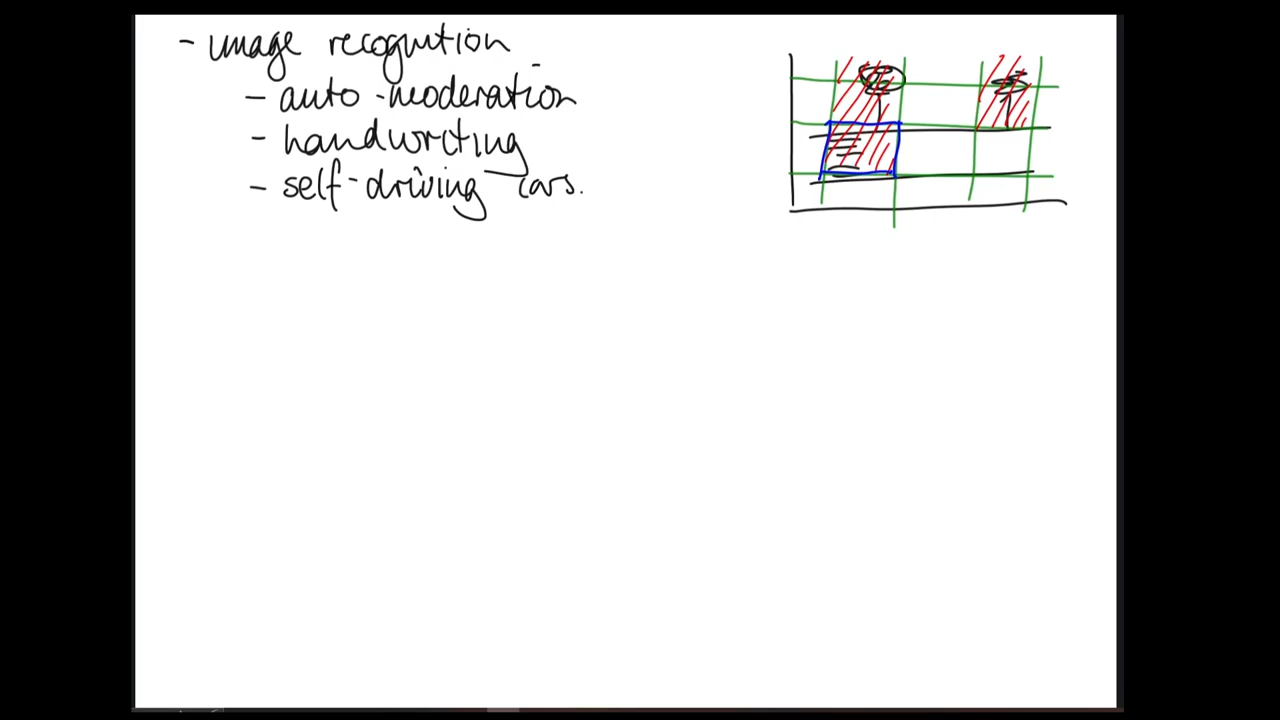 - image recognition
- auto-moderation
- handwriting
- self-driving cars.